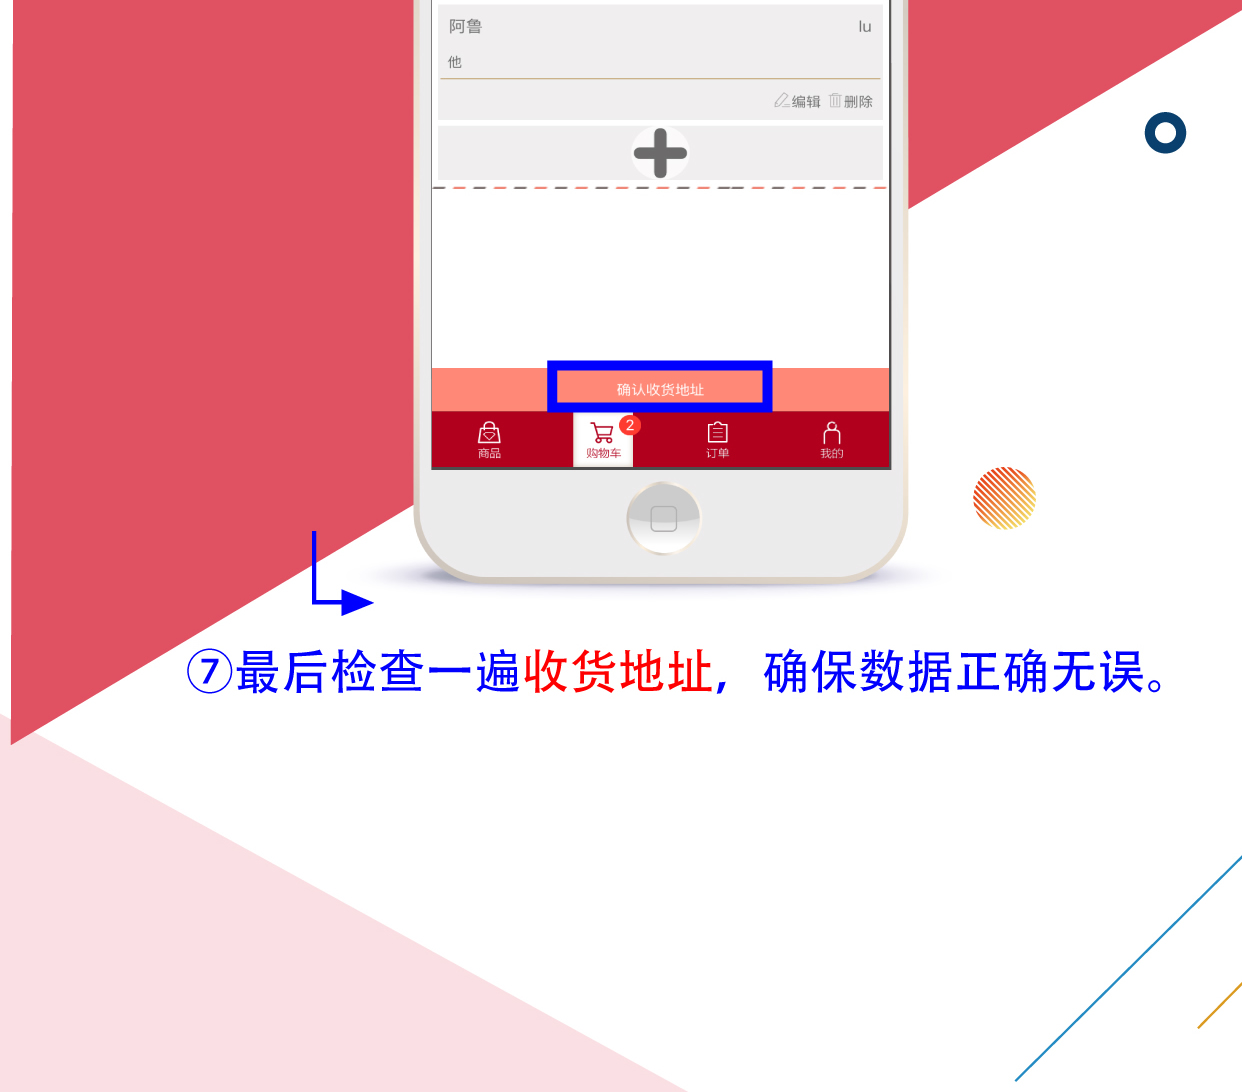 阿鲁 lu
他
编辑 删除
确认收货地址
2
商品 购物车 订单 我的
⑦最后检查一遍收货地址，确保数据正确无误。